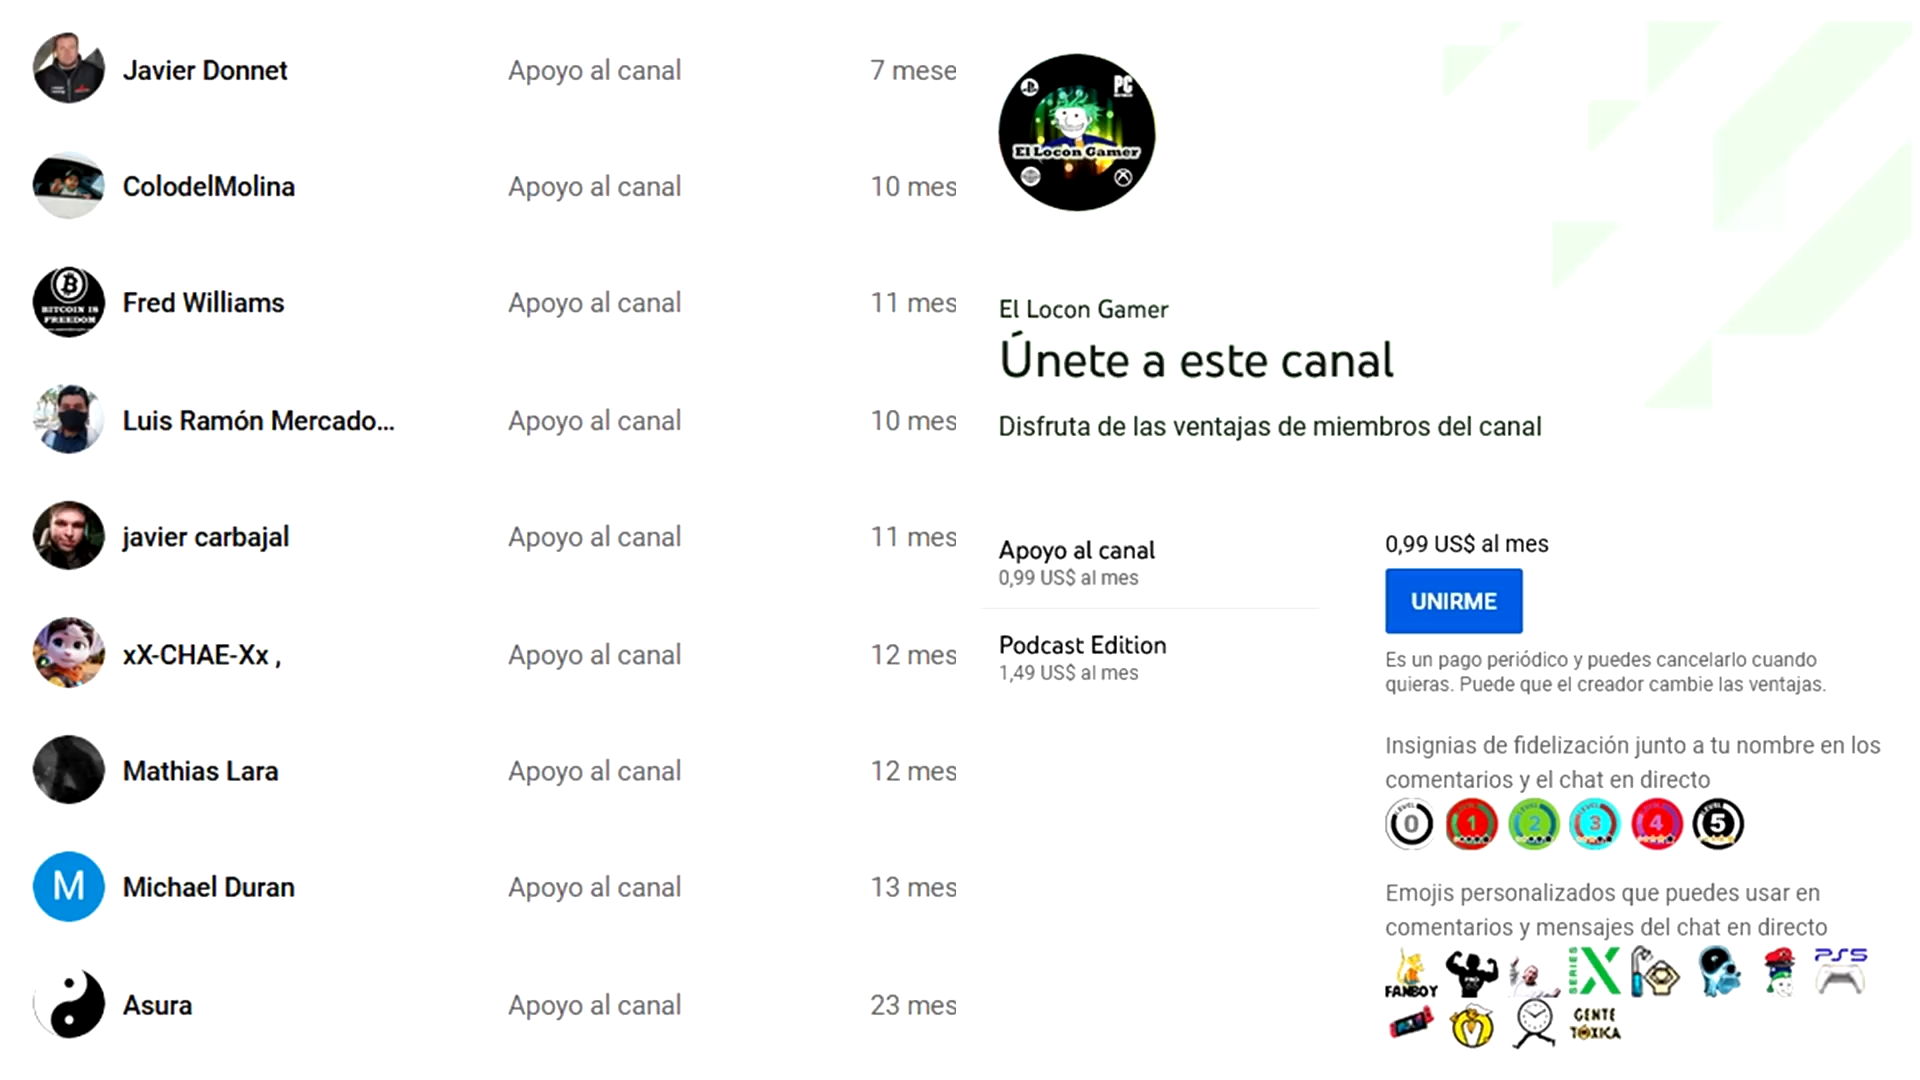 Javier Donnet Apoyo al canal 7 mese
ColodelMolina Apoyo al canal 10 mes
BITCOIN IS
FREEDOM
Fred Williams Apoyo al canal 11 mes
Luis Ramón Mercado... Apoyo al canal 10 mes
javier carbajal Apoyo al canal 11 mes
xX-CHAE-Xx , Apoyo al canal 12 mes
Mathias Lara Apoyo al canal 12 mes
M
Michael Duran Apoyo al canal 13 mes
Asura Apoyo al canal 23 mes
PC
El Locon Gamer
El Locon Gamer
Únete a este canal
Disfruta de las ventajas de miembros del canal
Apoyo al canal
0,99 US$ al mes
Podcast Edition
1,49 US$ al mes
0,99 US$ al mes
UNIRME
Es un pago periódico y puedes cancelarlo cuando
quieras. Puede que el creador cambie las ventajas.
Insignias de fidelización junto a tu nombre en los
comentarios y el chat en directo
0 1 2 3 4 5
Emojis personalizados que puedes usar en
comentarios y mensajes del chat en directo
FANBOY SERIES X PS5
GENTE
TÓXICA